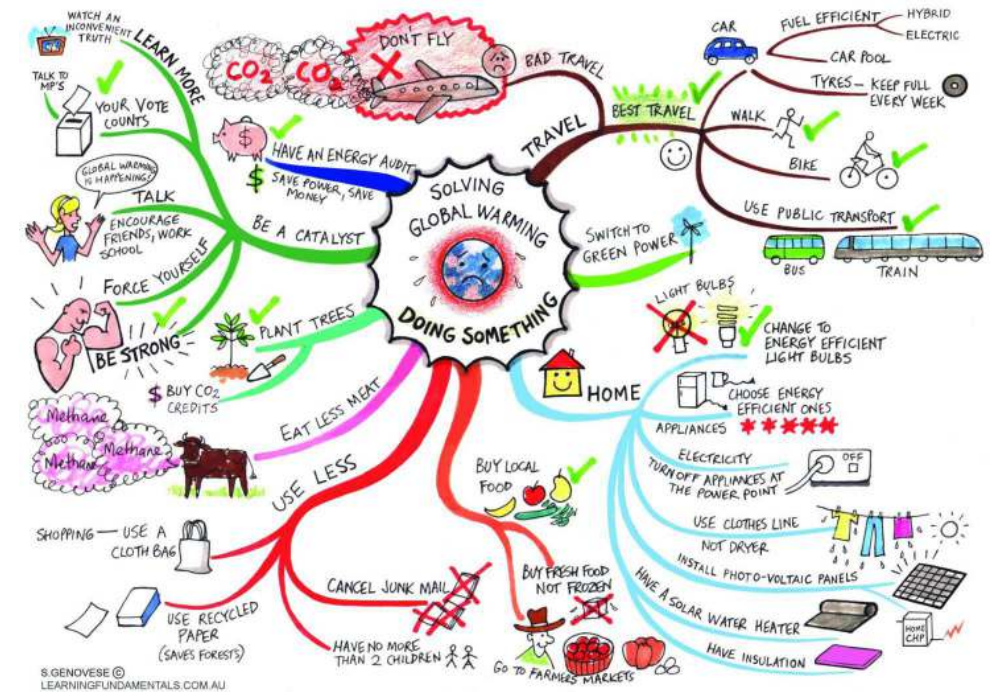 SOLVING
GLOBAL WARMING
DOING SOMETHING
TRAVEL
BAD TRAVEL
DON'T FLY
CO2
CO2
BEST TRAVEL
CAR
FUEL EFFICIENT
HYBRID
ELECTRIC
CAR POOL
TYRES – KEEP FULL
EVERY WEEK
WALK
BIKE
USE PUBLIC TRANSPORT
BUS
TRAIN
SWITCH TO
GREEN POWER
HOME
LIGHT BULBS
CHANGE TO
ENERGY EFFICIENT
LIGHT BULBS
CHOOSE ENERGY
EFFICIENT ONES
APPLIANCES
ELECTRICITY
TURN OFF APPLIANCES AT
THE POWER POINT
OFF
USE CLOTHES LINE
NOT DRYER
INSTALL PHOTO-VOLTAIC PANELS
HOME
CHP
HAVE A SOLAR WATER HEATER
HAVE INSULATION
BUY LOCAL
FOOD
BUY FRESH FOOD
NOT FROZEN
GO TO FARMERS MARKETS
USE LESS
SHOPPING — USE A
CLOTH BAG
USE RECYCLED
PAPER
(SAVES FORESTS)
CANCEL JUNK MAIL
HAVE NO MORE
THAN 2 CHILDREN
EAT LESS MEAT
Methane
Methane
Methane
PLANT TREES
$ BUY CO2
CREDITS
BE A CATALYST
LEARN MORE
WATCH AN
INCONVENIENT
TRUTH
TALK TO
MP'S
YOUR VOTE
COUNTS
GLOBAL WARMING
IS HAPPENING!
TALK
ENCOURAGE
FRIENDS, WORK
SCHOOL
FORCE YOURSELF
BE STRONG
HAVE AN ENERGY AUDIT
$
$ SAVE POWER, SAVE
MONEY
S.GENOVESE ©
LEARNINGFUNDAMENTALS.COM.AU